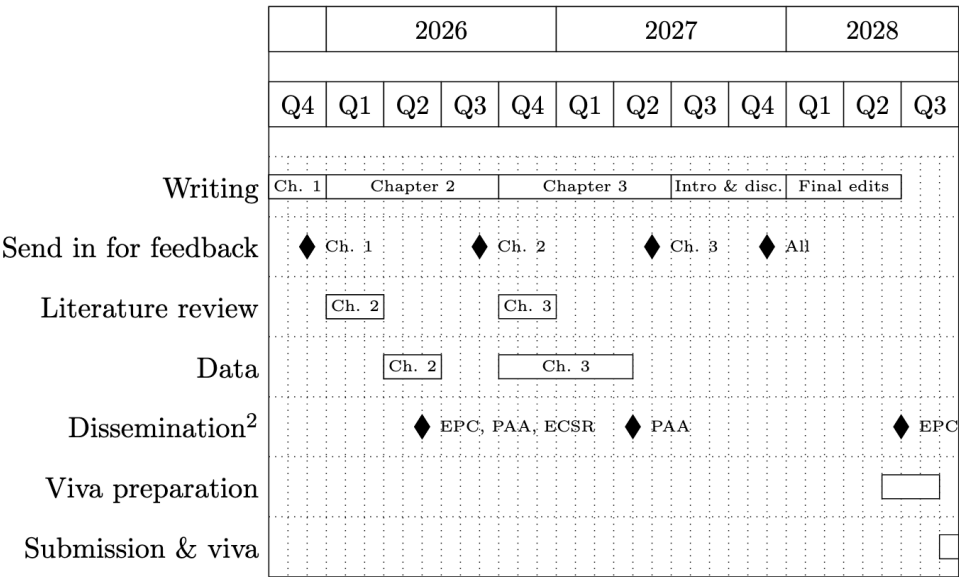 2026 2027 2028
Q4 Q1 Q2 Q3 Q4 Q1 Q2 Q3 Q4 Q1 Q2 Q3
Writing Ch. 1 Chapter 2 Chapter 3 Intro & disc. Final edits
Send in for feedback Ch. 1 Ch. 2 Ch. 3 All
Literature review Ch. 2 Ch. 3
Data Ch. 2 Ch. 3
Dissemination² EPC, PAA, ECSR PAA EPC
Viva preparation
Submission & viva